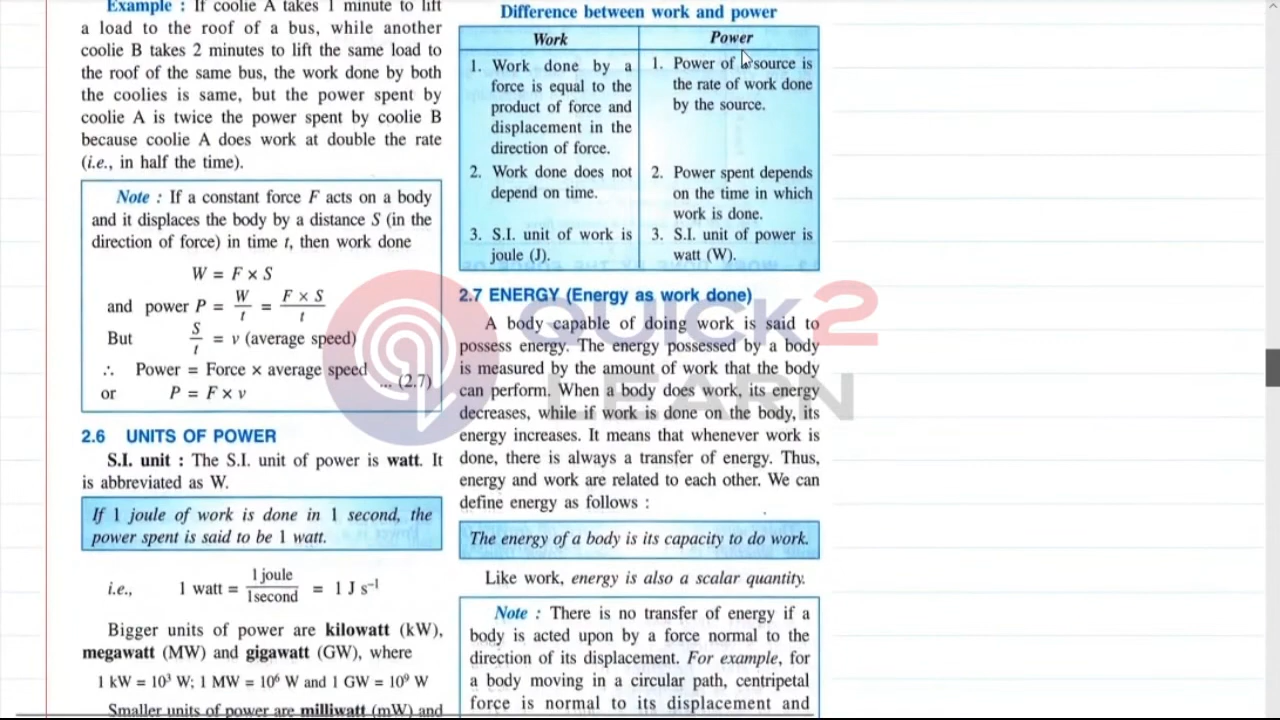 Example : If coolie A takes 1 minute to lift
a load to the roof of a bus, while another
coolie B takes 2 minutes to lift the same load to
the roof of the same bus, the work done by both
the coolies is same, but the power spent by
coolie A is twice the power spent by coolie B
because coolie A does work at double the rate
(i.e., in half the time).
Note : If a constant force F acts on a body
and it displaces the body by a distance S (in the
direction of force) in time t, then work done
W = F × S
and power P = W/t = F × S/t
But S/t = v (average speed)
∴ Power = Force × average speed
... (2.7)
or P = F × v
2.6 UNITS OF POWER
S.I. unit : The S.I. unit of power is watt. It
is abbreviated as W.
If 1 joule of work is done in 1 second, the
power spent is said to be 1 watt.
i.e., 1 watt = 1 joule/1second = 1 J s⁻¹
Bigger units of power are kilowatt (kW),
megawatt (MW) and gigawatt (GW), where
1 kW = 10³ W; 1 MW = 10⁶ W and 1 GW = 10⁹ W
Smaller units of power are milliwatt (mW) and
Difference between work and power
Work
1. Work done by a
force is equal to the
product of force and
displacement in the
direction of force.
2. Work done does not
depend on time.
3. S.I. unit of work is
joule (J).
Power
1. Power of a source is
the rate of work done
by the source.
2. Power spent depends
on the time in which
work is done.
3. S.I. unit of power is
watt (W).
2.7 ENERGY (Energy as work done)
A body capable of doing work is said to
possess energy. The energy possessed by a body
is measured by the amount of work that the body
can perform. When a body does work, its energy
decreases, while if work is done on the body, its
energy increases. It means that whenever work is
done, there is always a transfer of energy. Thus,
energy and work are related to each other. We can
define energy as follows :
The energy of a body is its capacity to do work.
Like work, energy is also a scalar quantity.
Note : There is no transfer of energy if a
body is acted upon by a force normal to the
direction of its displacement. For example, for
a body moving in a circular path, centripetal
force is normal to its displacement and
QUICK2
LEARN